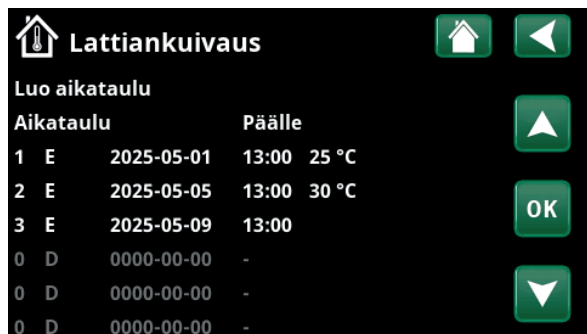 Lattiankuivaus
Luo aikataulu
Aikataulu Päälle
1 E 2025-05-01 13:00 25 °C
2 E 2025-05-05 13:00 30 °C
OK
3 E 2025-05-09 13:00
0 D 0000-00-00 -
0 D 0000-00-00 -
0 D 0000-00-00 -